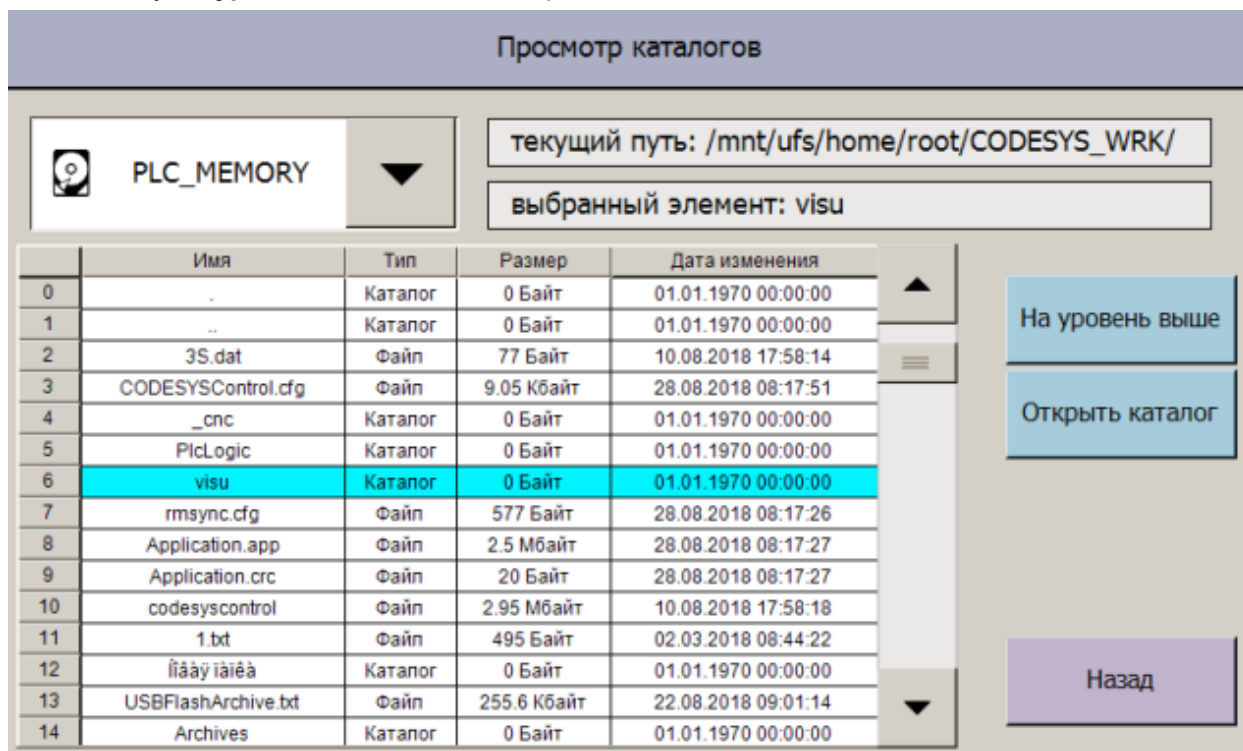 Просмотр каталогов
PLC_MEMORY
текущий путь: /mnt/ufs/home/root/CODESYS_WRK/
выбранный элемент: visu
Имя Тип Размер Дата изменения
0 . Каталог 0 Байт 01.01.1970 00:00:00
1 .. Каталог 0 Байт 01.01.1970 00:00:00
2 3S.dat Файл 77 Байт 10.08.2018 17:58:14
3 CODESYSControl.cfg Файл 9.05 Кбайт 28.08.2018 08:17:51
4 _cnc Каталог 0 Байт 01.01.1970 00:00:00
5 PlcLogic Каталог 0 Байт 01.01.1970 00:00:00
6 visu Каталог 0 Байт 01.01.1970 00:00:00
7 rmsync.cfg Файл 577 Байт 28.08.2018 08:17:26
8 Application.app Файл 2.5 Мбайт 28.08.2018 08:17:27
9 Application.crc Файл 20 Байт 28.08.2018 08:17:27
10 codesyscontrol Файл 2.95 Мбайт 10.08.2018 17:58:18
11 1.txt Файл 495 Байт 02.03.2018 08:44:22
12 Íîâàÿ ïàïêà Каталог 0 Байт 01.01.1970 00:00:00
13 USBFlashArchive.txt Файл 255.6 Кбайт 22.08.2018 09:01:14
14 Archives Каталог 0 Байт 01.01.1970 00:00:00
На уровень выше
Открыть каталог
Назад